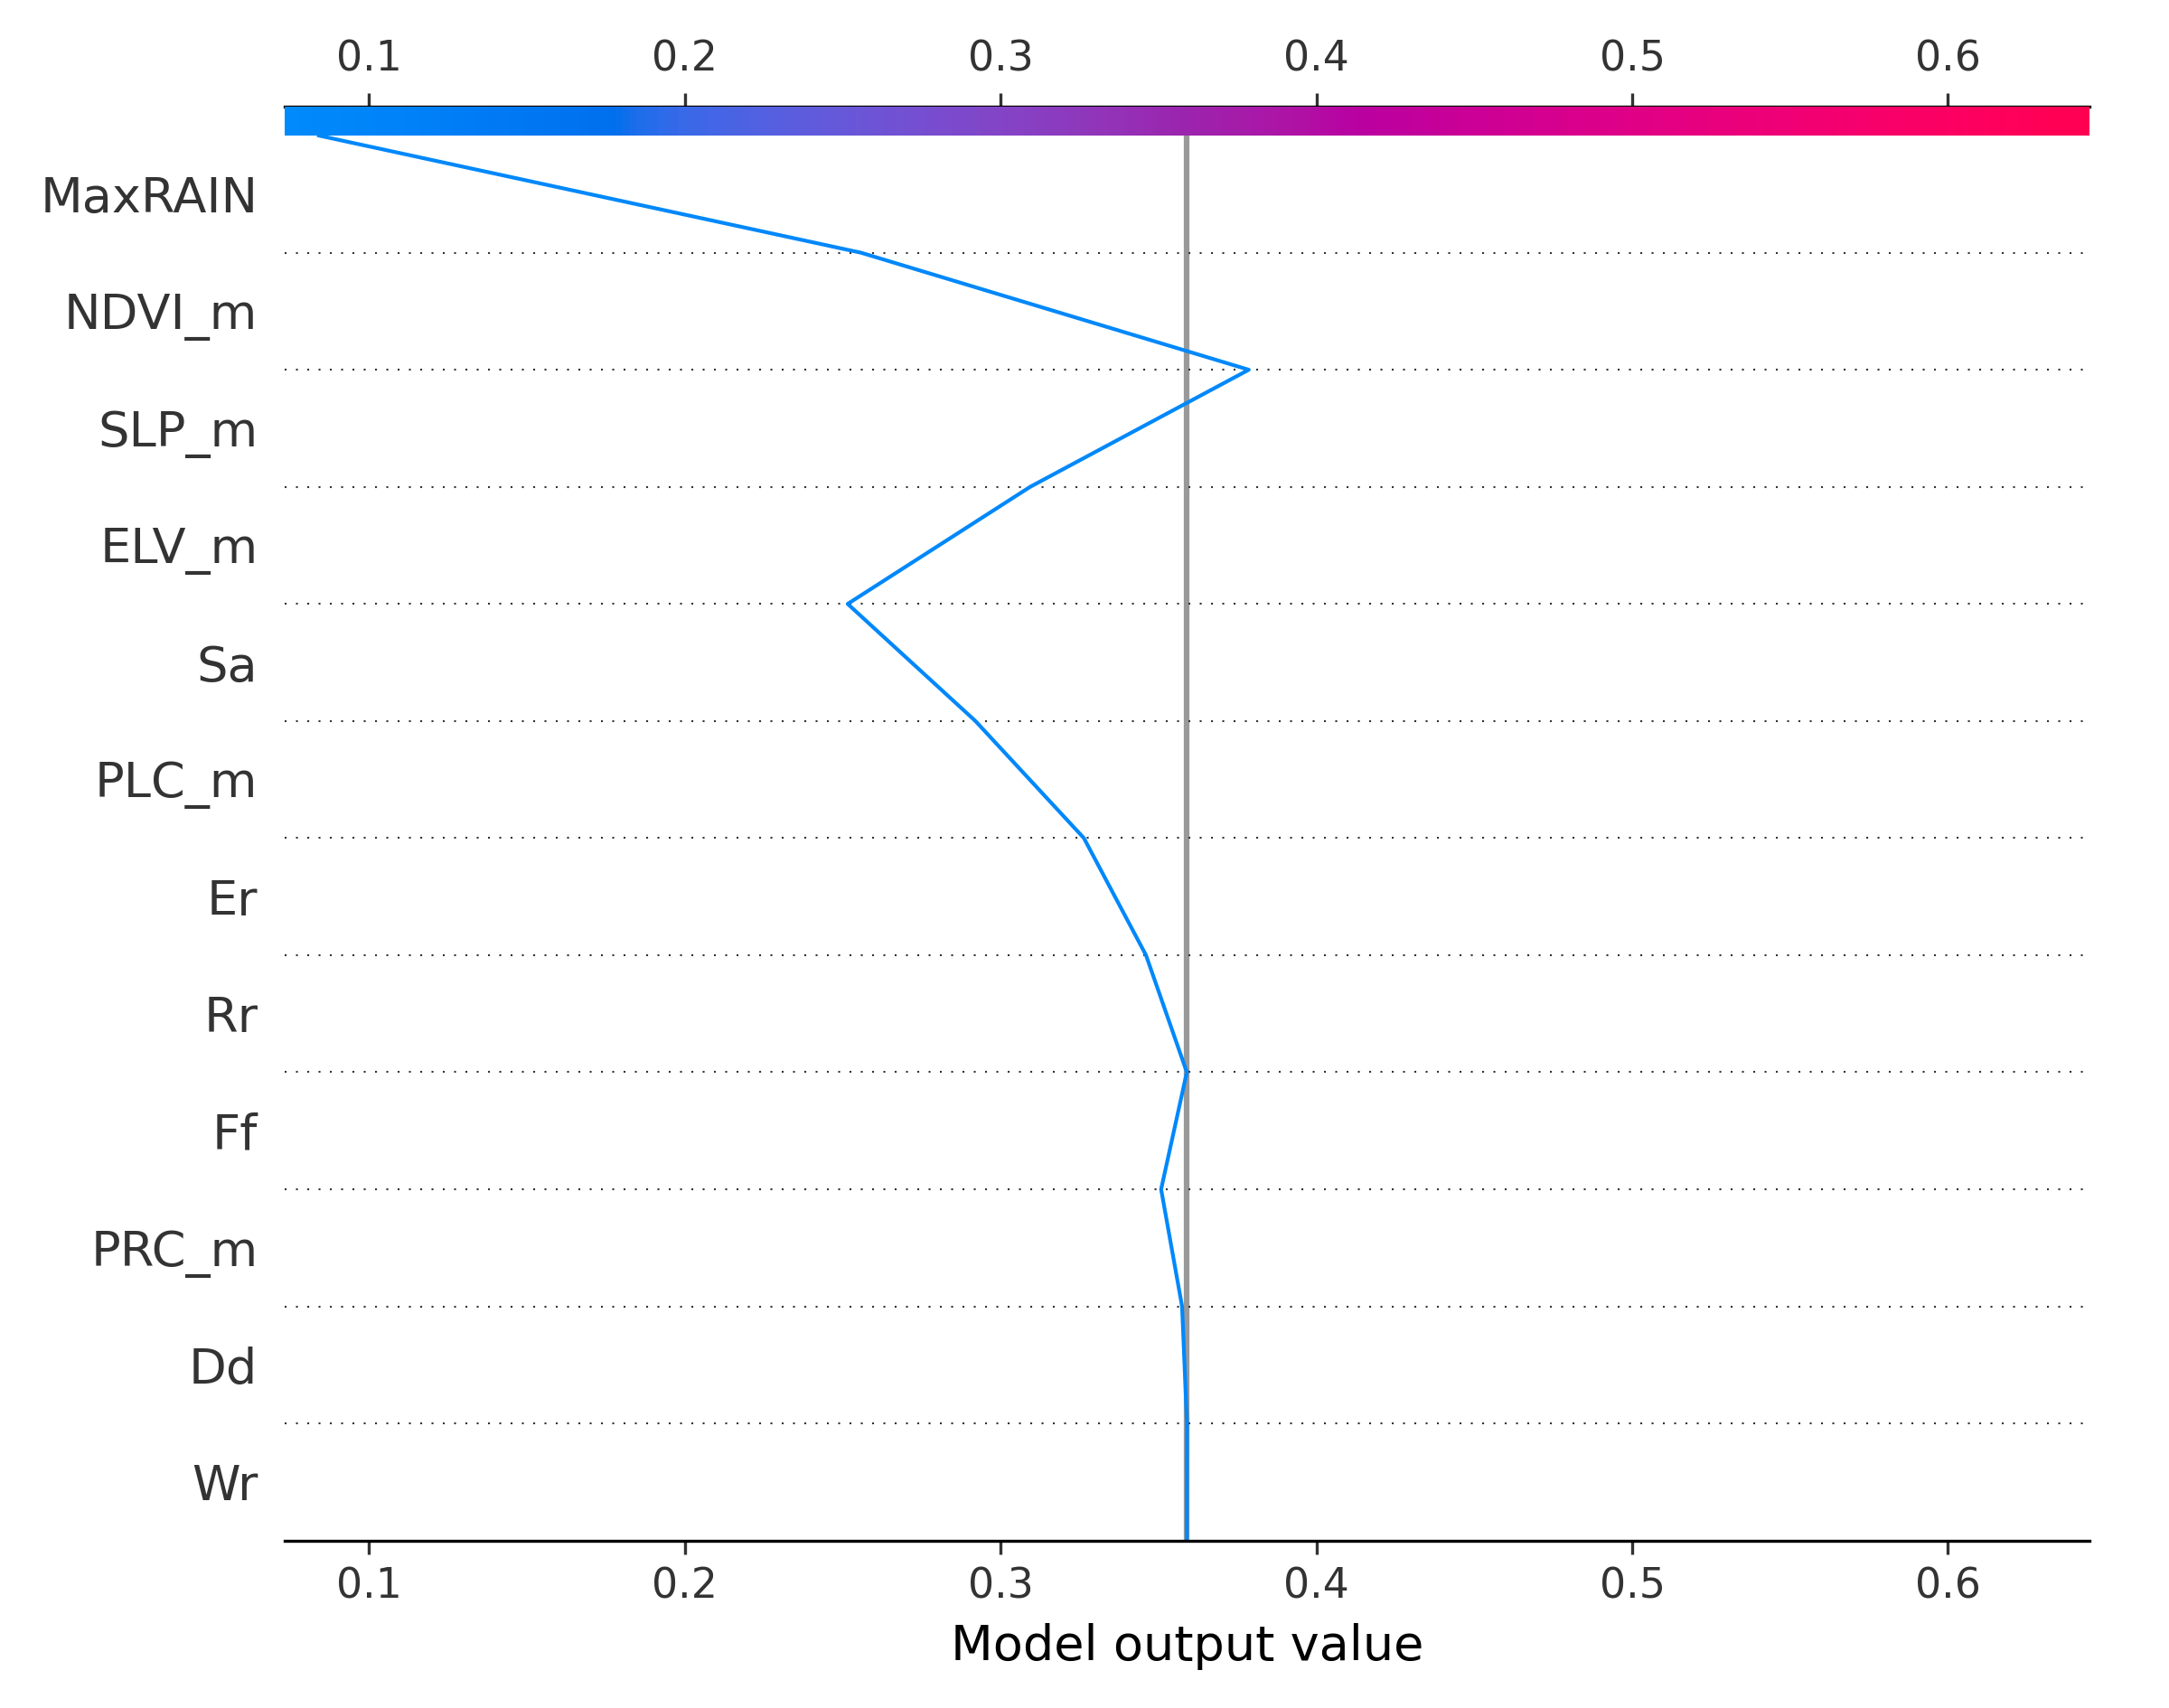 0.1 0.2 0.3 0.4 0.5 0.6
MaxRAIN
NDVI_m
SLP_m
ELV_m
Sa
PLC_m
Er
Rr
Ff
PRC_m
Dd
Wr
0.1 0.2 0.3 0.4 0.5 0.6
Model output value